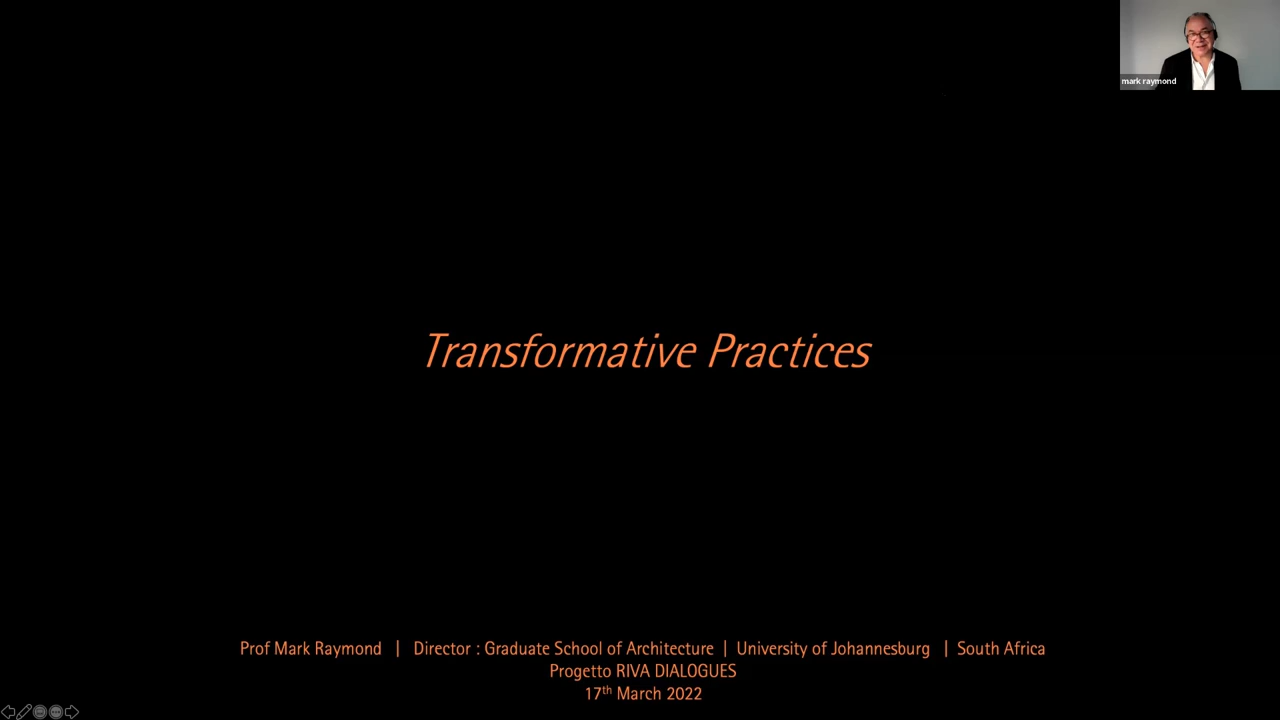 mark raymond
Transformative Practices
Prof Mark Raymond | Director : Graduate School of Architecture | University of Johannesburg | South Africa
Progetto RIVA DIALOGUES
17th March 2022